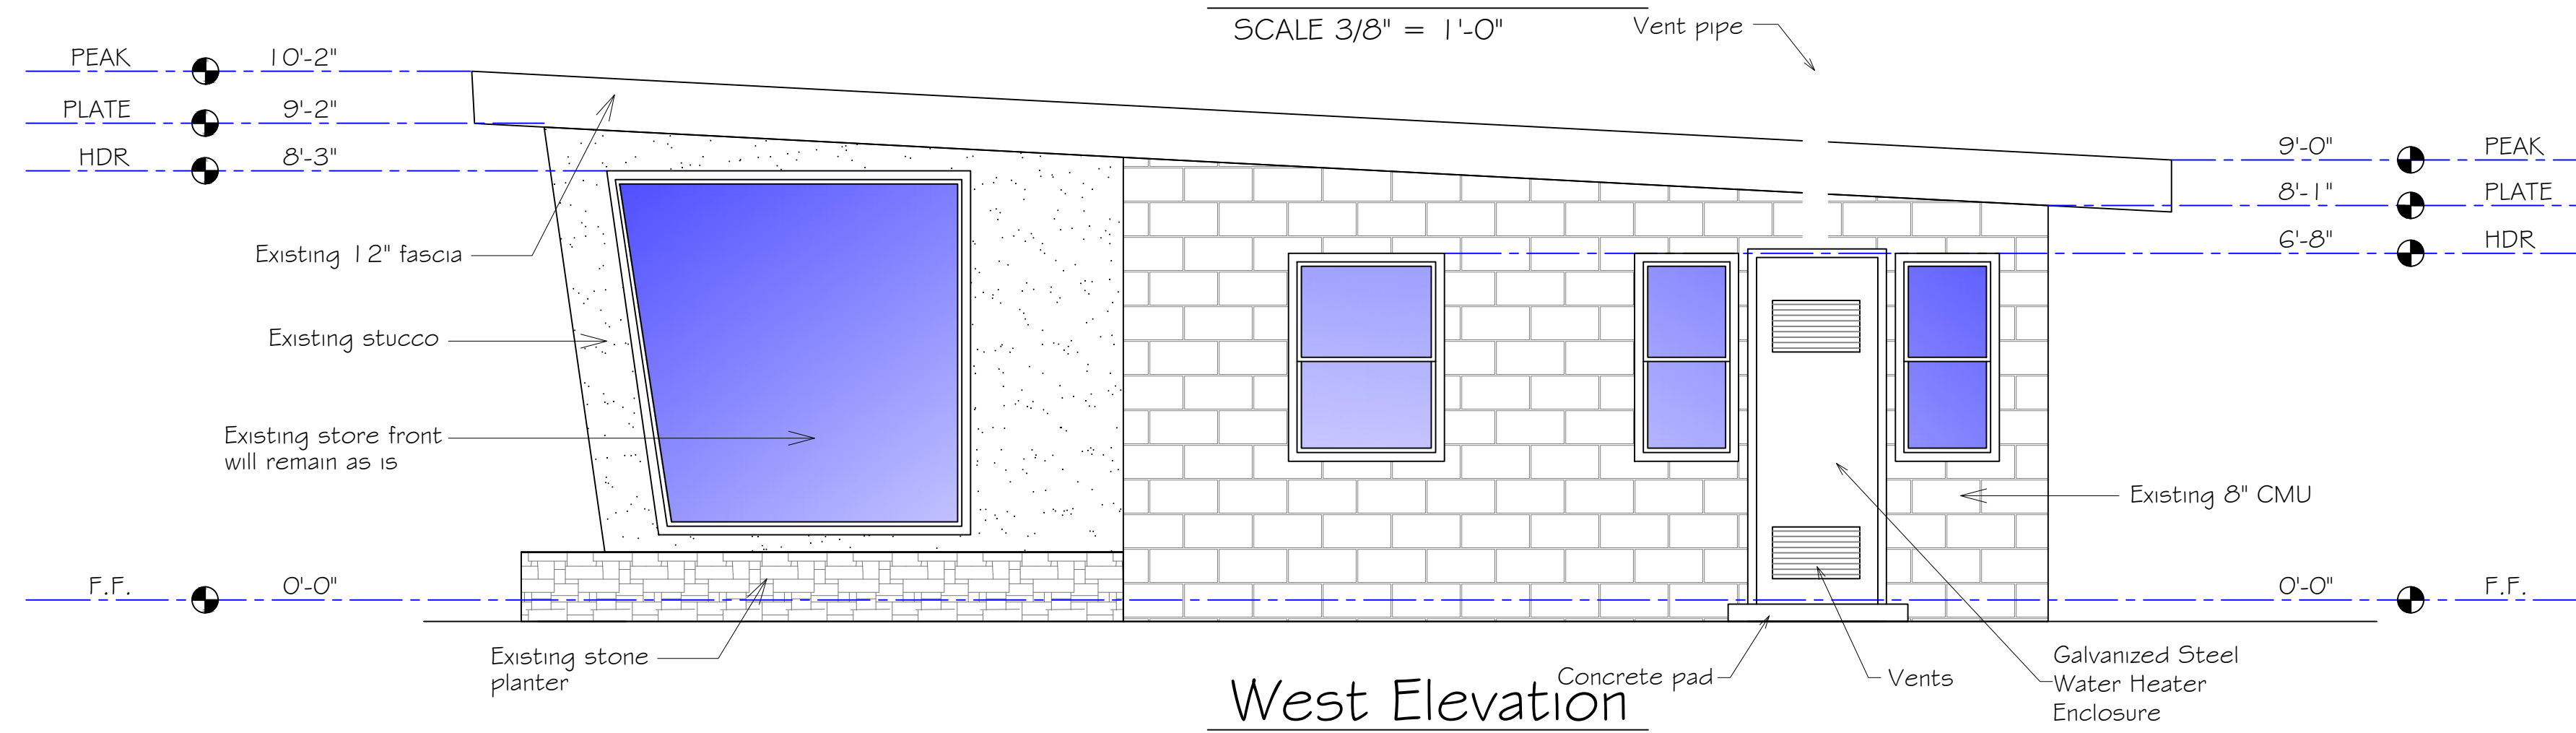 SCALE 3/8" = 1'-0"
Vent pipe
PEAK 10'-2"
PLATE 9'-2"
HDR 8'-3"
9'-0" PEAK
8'-1" PLATE
6'-8" HDR
Existing 12" fascia
Existing stucco
Existing store front
will remain as is
Existing 8" CMU
F.F. 0'-0"
0'-0" F.F.
Existing stone
planter
Concrete pad
Vents
Galvanized Steel
Water Heater
Enclosure
West Elevation